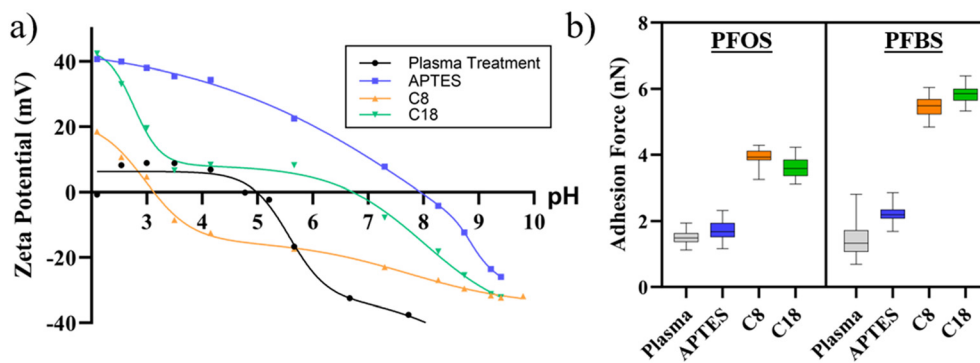 a)
Zeta Potential (mV)
40
20
0
-20
-40
3 4 5 6 7 8 9 10
pH
Plasma Treatment
APTES
C8
C18
b)
Adhesion Force (nN)
8
6
4
2
0
PFOS PFBS
Plasma APTES C8 C18 Plasma APTES C8 C18